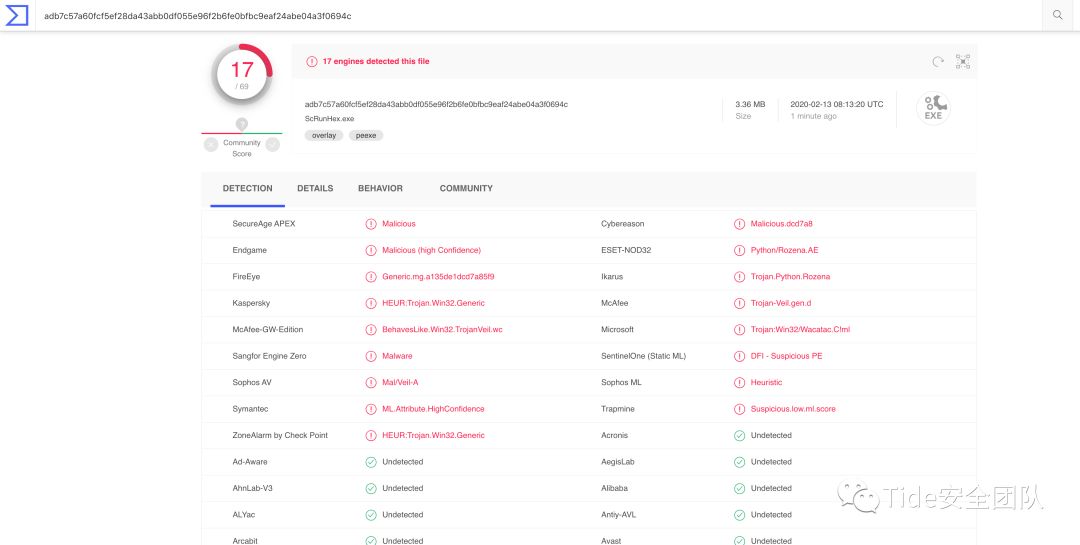 adb7c57a60fcf5ef28da43abb0df055e96f2b6fe0bfbc9eaf24abe04a3f0694c
17
/ 69
?
Community
Score
17 engines detected this file
adb7c57a60fcf5ef28da43abb0df055e96f2b6fe0bfbc9eaf24abe04a3f0694c
ScRunHex.exe
overlay peexe
3.36 MB
Size
2020-02-13 08:13:20 UTC
1 minute ago
EXE
DETECTION DETAILS BEHAVIOR COMMUNITY
SecureAge APEX Malicious Cybereason Malicious.dcd7a8
Endgame Malicious (high Confidence) ESET-NOD32 Python/Rozena.AE
FireEye Generic.mg.a135de1dcd7a85f9 Ikarus Trojan.Python.Rozena
Kaspersky HEUR:Trojan.Win32.Generic McAfee Trojan-Veil.gen.d
McAfee-GW-Edition BehavesLike.Win32.TrojanVeil.wc Microsoft Trojan:Win32/Wacatac.C!ml
Sangfor Engine Zero Malware SentinelOne (Static ML) DFI - Suspicious PE
Sophos AV Mal/Veil-A Sophos ML Heuristic
Symantec ML.Attribute.HighConfidence Trapmine Suspicious.low.ml.score
ZoneAlarm by Check Point HEUR:Trojan.Win32.Generic Acronis Undetected
Ad-Aware Undetected AegisLab Undetected
AhnLab-V3 Undetected Alibaba Undetected
ALYac Undetected Antiy-AVL Undetected
Arcabit Undetected Avast Undetected
Tide安全团队